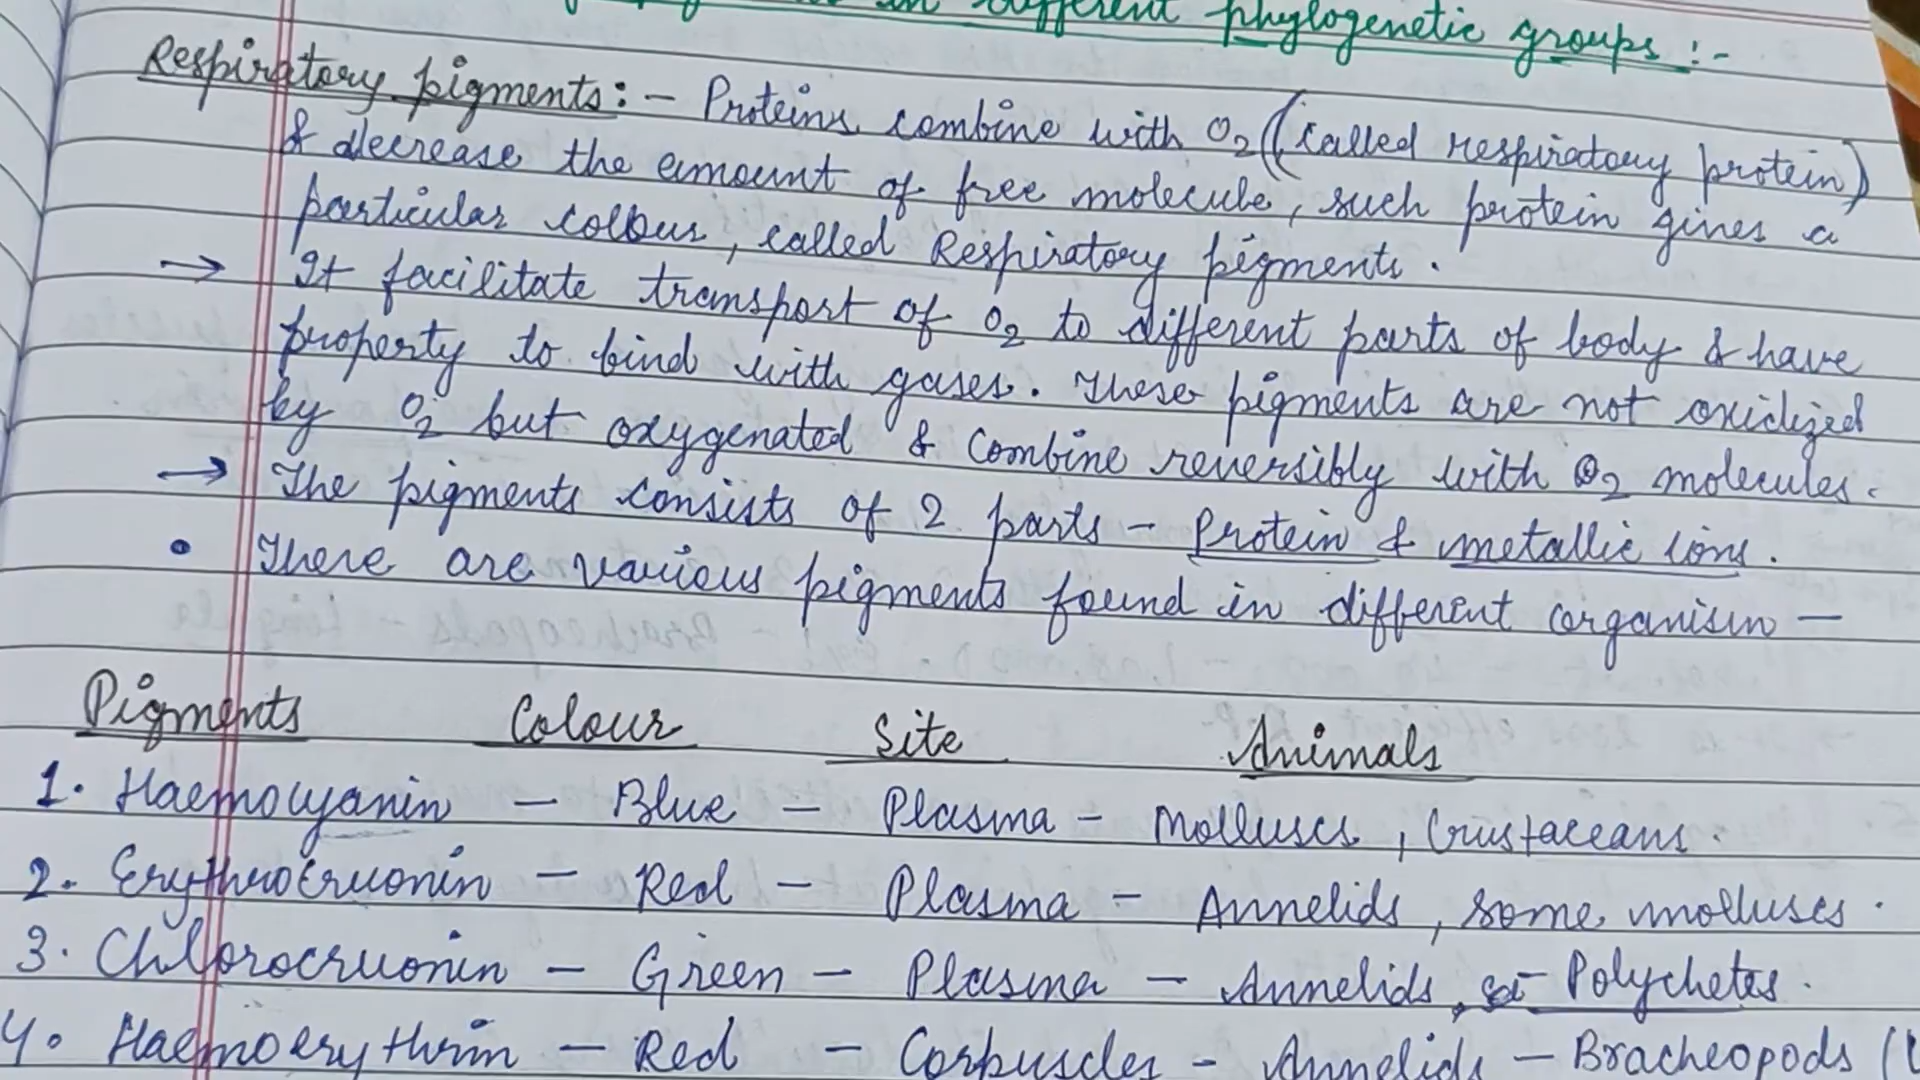 in different phylogenetic groups :-
Respiratory pigments :- Proteins combine with O2 (called respiratory protein)
& decrease the amount of free molecule, such protein gives a
particular colour, called Respiratory pigments.
→ It facilitate transport of O2 to different parts of body & have
property to bind with gases. These pigments are not oxidized
by O2 but oxygenated & combine reversibly with O2 molecules.
→ The pigments consists of 2 parts - Protein & metallic ions.
• There are various pigments found in different organism -
Pigments Colour Site Animals
1. Haemocyanin - Blue - Plasma - Molluscs, Crustaceans.
2. Erythrocruonin - Red - Plasma - Annelids, some molluscs.
3. Chlorocruonin - Green - Plasma - Annelids, - Polychetes.
4. Haemoerythrin - Red - Corpuscles - Annelids - Bracheopods (